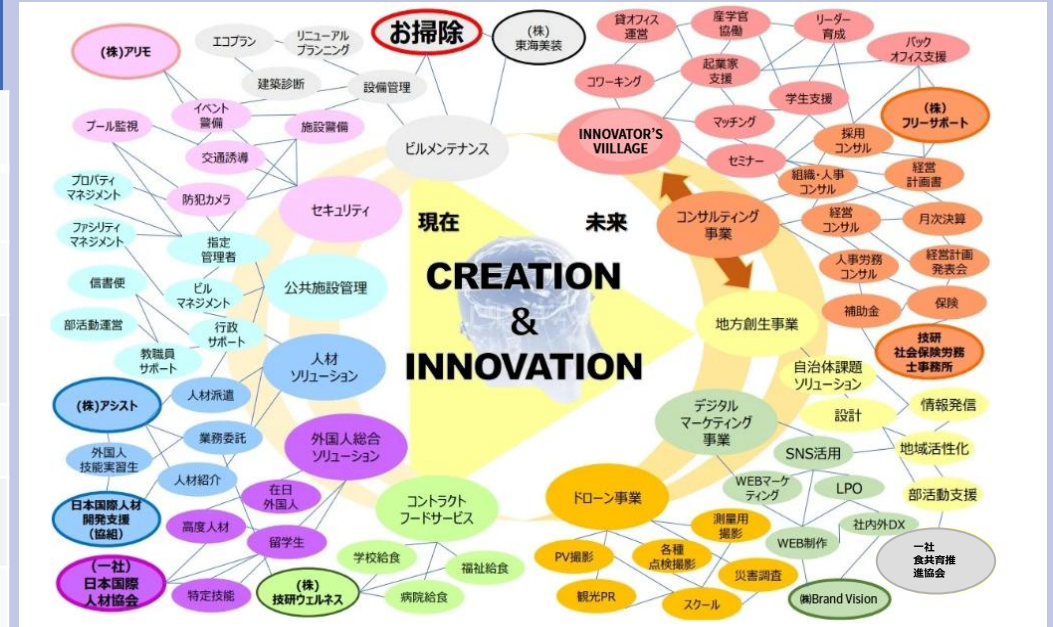 (株)アリモ
エコプラン
リニューアル
プランニング
お掃除
(株)
東海美装
建築診断
設備管理
貸オフィス
運営
産学官
協働
リーダー
育成
バック
オフィス支援
コワーキング
起業家
支援
学生支援
マッチング
セミナー
(株)
フリーサポート
採用
コンサル
組織・人事
コンサル
経営
計画書
経営
コンサル
月次決算
人事労務
コンサル
経営計画
発表会
補助金
保険
技研
社会保険労務
士事務所
イベント
警備
施設警備
プール監視
交通誘導
防犯カメラ
ビルメンテナンス
INNOVATOR'S
VIILLAGE
セキュリティ
コンサルティング
事業
現在
未来
CREATION
&
INNOVATION
プロパティ
マネジメント
ファシリティ
マネジメント
指定
管理者
信書便
ビル
マネジメント
公共施設管理
部活動運営
行政
サポート
教職員
サポート
地方創生事業
自治体課題
ソリューション
設計
情報発信
地域活性化
部活動支援
人材
ソリューション
(株)アシスト
人材派遣
業務委託
外国人
技能実習生
人材紹介
日本国際人材
開発支援
(協組)
外国人総合
ソリューション
在日
外国人
高度人材
留学生
(一社)
日本国際
人材協会
特定技能
コントラクト
フードサービス
学校給食
福祉給食
病院給食
(株)
技研ウェルネス
ドローン事業
測量用
撮影
PV撮影
各種
点検撮影
災害調査
観光PR
スクール
デジタル
マーケティング
事業
SNS活用
WEBマーケ
ティング
LPO
社内外DX
WEB制作
一社
食共育推
進協会
㈱Brand Vision